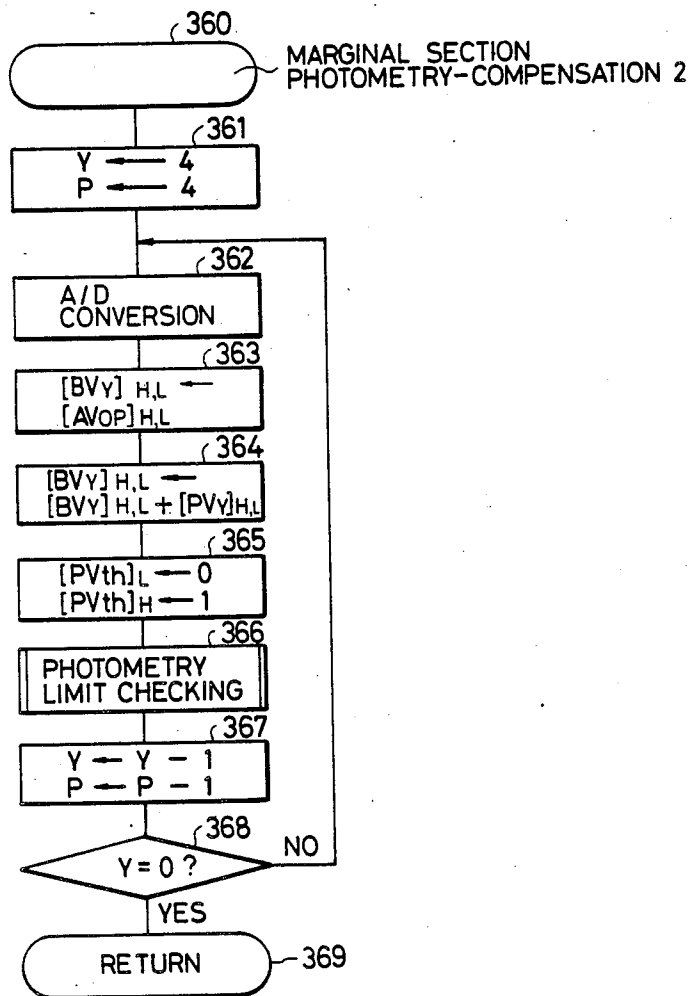 360
MARGINAL SECTION
PHOTOMETRY-COMPENSATION 2
361
Y ← 4
P ← 4
362
A/D
CONVERSION
363
[BVY] H,L ←
[AVOP] H,L
364
[BVY] H,L ←
[BVY] H,L + [PVY] H,L
365
[PVth] L ← 0
[PVth] H ← 1
366
PHOTOMETRY
LIMIT CHECKING
367
Y ← Y - 1
P ← P - 1
368
Y = 0 ?
NO
YES
RETURN
369